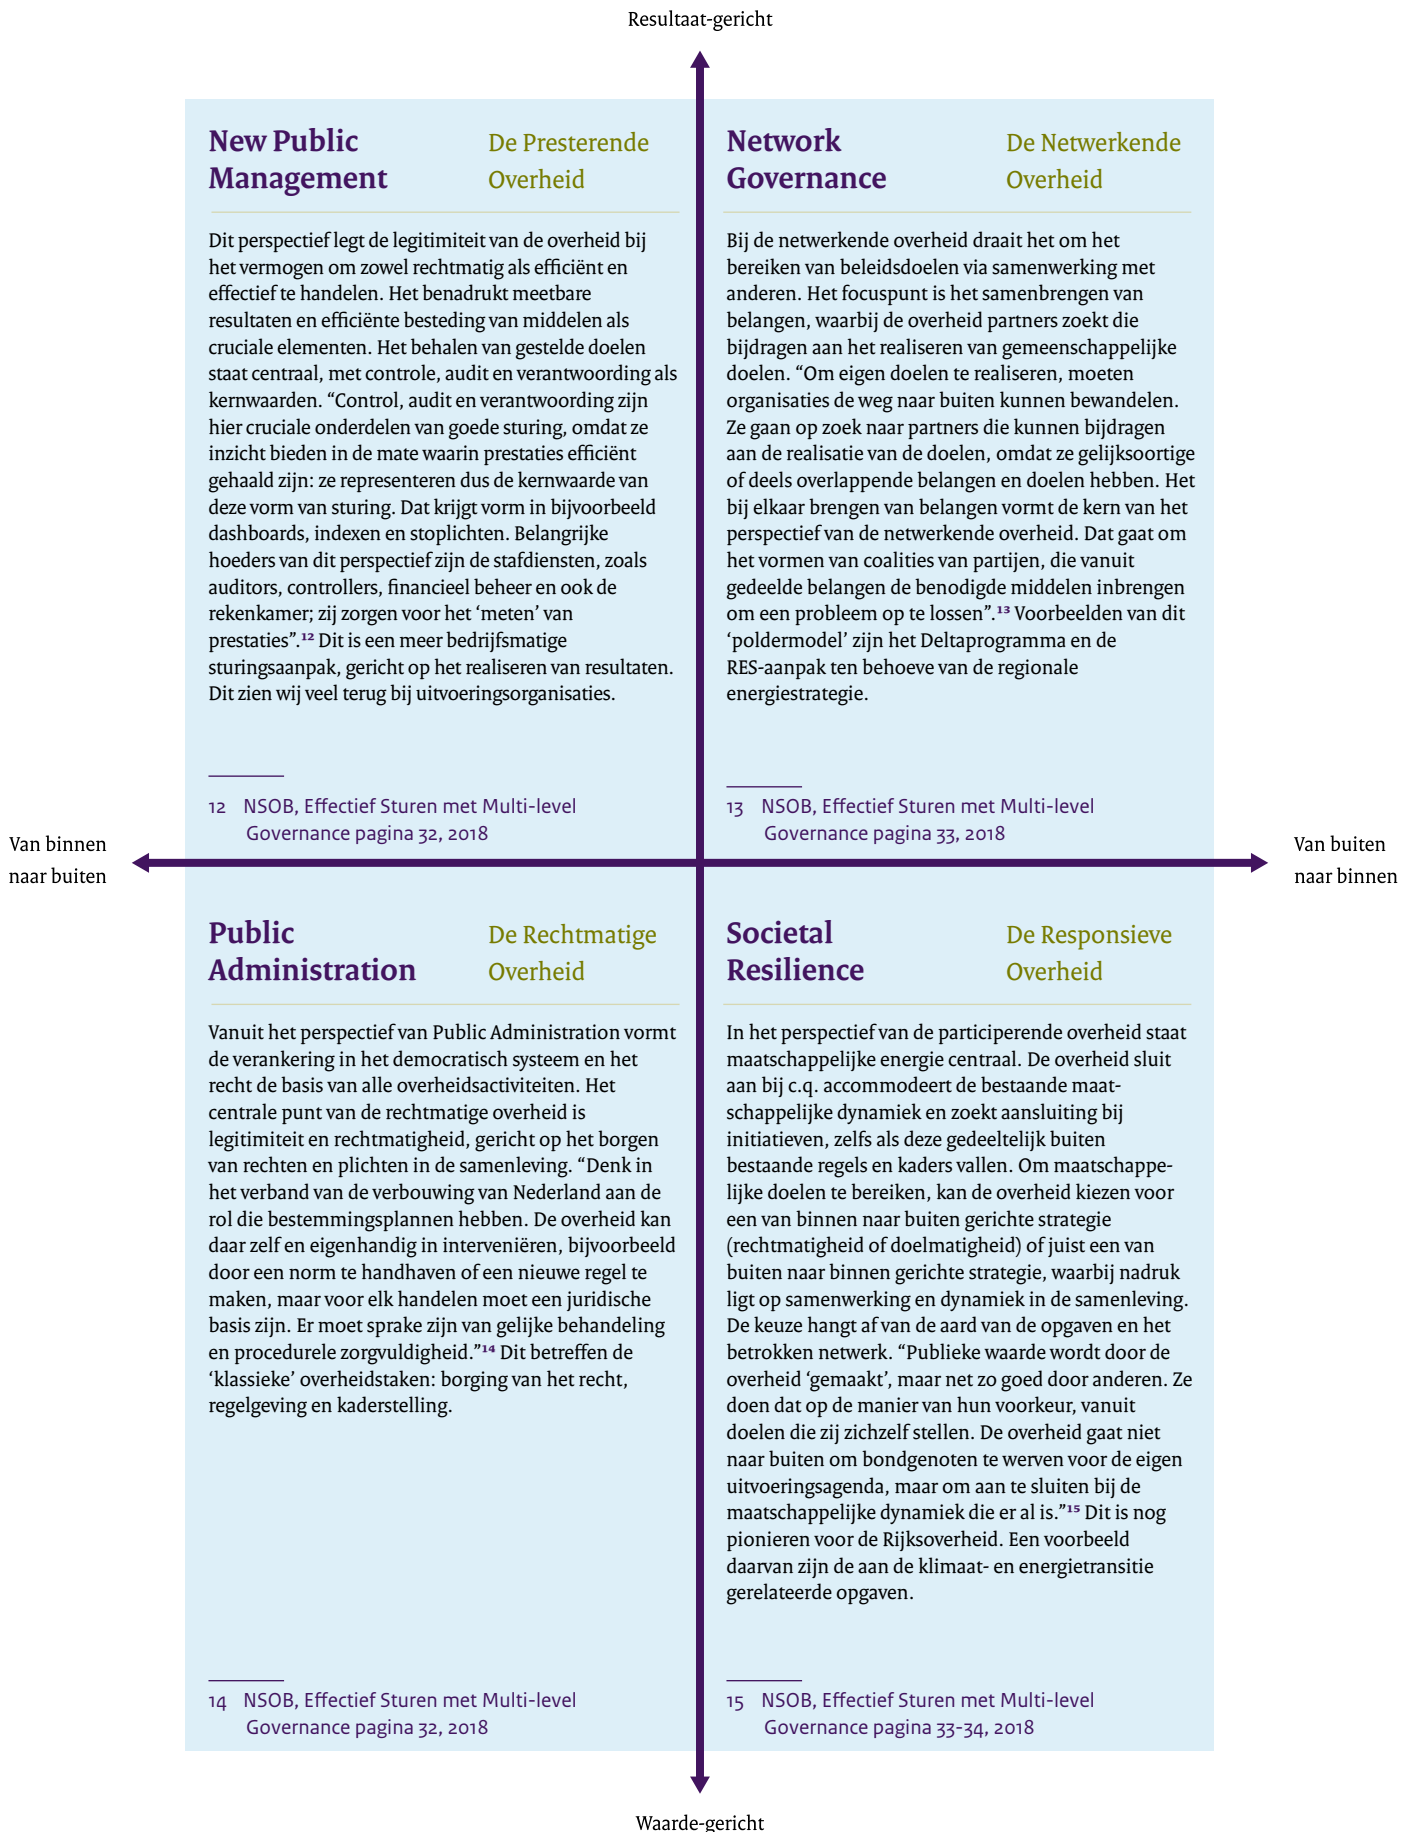 Resultaat-gericht
New Public
Management
De Presterende
Overheid
Dit perspectief legt de legitimiteit van de overheid bij
het vermogen om zowel rechtmatig als efficiënt en
effectief te handelen. Het benadrukt meetbare
resultaten en efficiënte besteding van middelen als
cruciale elementen. Het behalen van gestelde doelen
staat centraal, met controle, audit en verantwoording als
kernwaarden. “Control, audit en verantwoording zijn
hier cruciale onderdelen van goede sturing, omdat ze
inzicht bieden in de mate waarin prestaties efficiënt
gehaald zijn: ze representeren dus de kernwaarde van
deze vorm van sturing. Dat krijgt vorm in bijvoorbeeld
dashboards, indexen en stoplichten. Belangrijke
hoeders van dit perspectief zijn de stafdiensten, zoals
auditors, controllers, financieel beheer en ook de
rekenkamer; zij zorgen voor het ‘meten’ van
prestaties”.12 Dit is een meer bedrijfsmatige
sturingsaanpak, gericht op het realiseren van resultaten.
Dit zien wij veel terug bij uitvoeringsorganisaties.
12 NSOB, Effectief Sturen met Multi-level
Governance pagina 32, 2018
Network
Governance
De Netwerkende
Overheid
Bij de netwerkende overheid draait het om het
bereiken van beleidsdoelen via samenwerking met
anderen. Het focuspunt is het samenbrengen van
belangen, waarbij de overheid partners zoekt die
bijdragen aan het realiseren van gemeenschappelijke
doelen. “Om eigen doelen te realiseren, moeten
organisaties de weg naar buiten kunnen bewandelen.
Ze gaan op zoek naar partners die kunnen bijdragen
aan de realisatie van de doelen, omdat ze gelijksoortige
of deels overlappende belangen en doelen hebben. Het
bij elkaar brengen van belangen vormt de kern van het
perspectief van de netwerkende overheid. Dat gaat om
het vormen van coalities van partijen, die vanuit
gedeelde belangen de benodigde middelen inbrengen
om een probleem op te lossen”.13 Voorbeelden van dit
‘poldermodel’ zijn het Deltaprogramma en de
RES-aanpak ten behoeve van de regionale
energiestrategie.
13 NSOB, Effectief Sturen met Multi-level
Governance pagina 33, 2018
Van binnen
naar buiten
Van buiten
naar binnen
Public
Administration
De Rechtmatige
Overheid
Vanuit het perspectief van Public Administration vormt
de verankering in het democratisch systeem en het
recht de basis van alle overheidsactiviteiten. Het
centrale punt van de rechtmatige overheid is
legitimiteit en rechtmatigheid, gericht op het borgen
van rechten en plichten in de samenleving. “Denk in
het verband van de verbouwing van Nederland aan de
rol die bestemmingsplannen hebben. De overheid kan
daar zelf en eigenhandig in interveniëren, bijvoorbeeld
door een norm te handhaven of een nieuwe regel te
maken, maar voor elk handelen moet een juridische
basis zijn. Er moet sprake zijn van gelijke behandeling
en procedurele zorgvuldigheid.”14 Dit betreffen de
‘klassieke’ overheidstaken: borging van het recht,
regelgeving en kaderstelling.
14 NSOB, Effectief Sturen met Multi-level
Governance pagina 32, 2018
Societal
Resilience
De Responsieve
Overheid
In het perspectief van de participerende overheid staat
maatschappelijke energie centraal. De overheid sluit
aan bij c.q. accommodeert de bestaande maat-
schappelijke dynamiek en zoekt aansluiting bij
initiatieven, zelfs als deze gedeeltelijk buiten
bestaande regels en kaders vallen. Om maatschappe-
lijke doelen te bereiken, kan de overheid kiezen voor
een van binnen naar buiten gerichte strategie
(rechtmatigheid of doelmatigheid) of juist een van
buiten naar binnen gerichte strategie, waarbij nadruk
ligt op samenwerking en dynamiek in de samenleving.
De keuze hangt af van de aard van de opgaven en het
betrokken netwerk. “Publieke waarde wordt door de
overheid ‘gemaakt’, maar net zo goed door anderen. Ze
doen dat op de manier van hun voorkeur, vanuit
doelen die zij zichzelf stellen. De overheid gaat niet
naar buiten om bondgenoten te werven voor de eigen
uitvoeringsagenda, maar om aan te sluiten bij de
maatschappelijke dynamiek die er al is.”15 Dit is nog
pionieren voor de Rijksoverheid. Een voorbeeld
daarvan zijn de aan de klimaat- en energietransitie
gerelateerde opgaven.
15 NSOB, Effectief Sturen met Multi-level
Governance pagina 33-34, 2018
Waarde-gericht